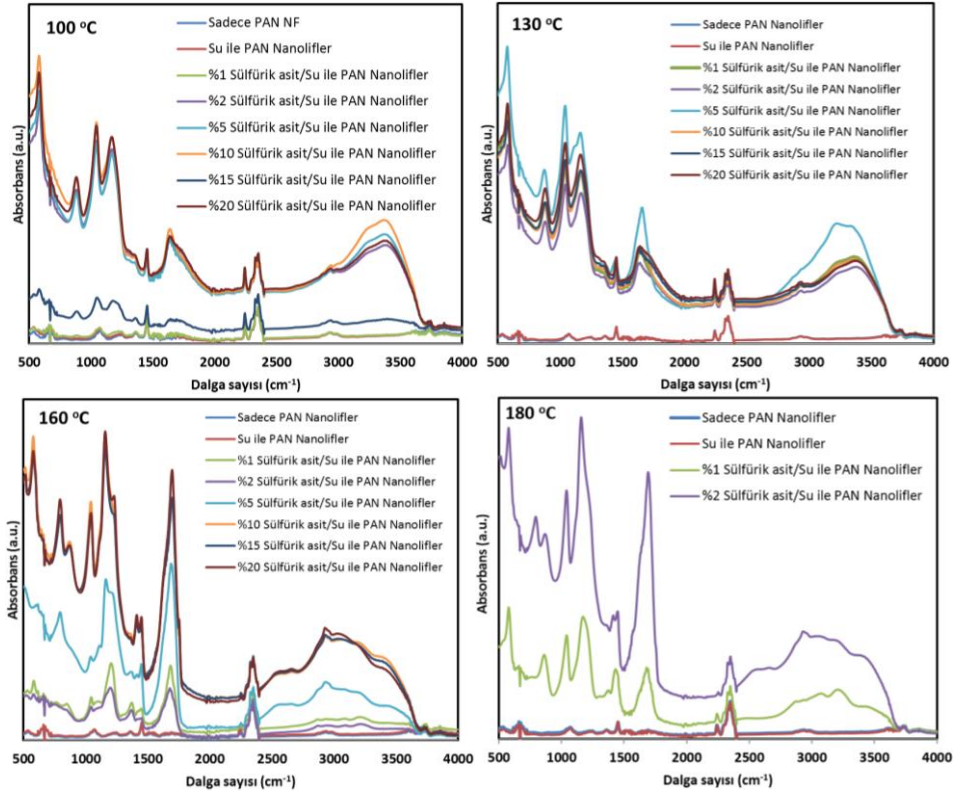 100 °C
Sadece PAN NF
Su ile PAN Nanolifler
%1 Sülfürik asit/Su ile PAN Nanolifler
%2 Sülfürik asit/Su ile PAN Nanolifler
%5 Sülfürik asit/Su ile PAN Nanolifler
%10 Sülfürik asit/Su ile PAN Nanolifler
%15 Sülfürik asit/Su ile PAN Nanolifler
%20 Sülfürik asit/Su ile PAN Nanolifler
Absorbans (a.u.)
500 1000 1500 2000 2500 3000 3500 4000
Dalga sayısı (cm⁻¹)
130 °C
Sadece PAN Nanolifler
Su ile PAN Nanolifler
%1 Sülfürik asit/Su ile PAN Nanolifler
%2 Sülfürik asit/Su ile PAN Nanolifler
%5 Sülfürik asit/Su ile PAN Nanolifler
%10 Sülfürik asit/Su ile PAN Nanolifler
%15 Sülfürik asit/Su ile PAN Nanolifler
%20 Sülfürik asit/Su ile PAN Nanolifler
Absorbans (a.u.)
500 1000 1500 2000 2500 3000 3500 4000
Dalga sayısı (cm⁻¹)
160 °C
Sadece PAN Nanolifler
Su ile PAN Nanolifler
%1 Sülfürik asit/Su ile PAN Nanolifler
%2 Sülfürik asit/Su ile PAN Nanolifler
%5 Sülfürik asit/Su ile PAN Nanolifler
%10 Sülfürik asit/Su ile PAN Nanolifler
%15 Sülfürik asit/Su ile PAN Nanolifler
%20 Sülfürik asit/Su ile PAN Nanolifler
Absorbans (a.u.)
500 1000 1500 2000 2500 3000 3500 4000
Dalga sayısı (cm⁻¹)
180 °C
Sadece PAN Nanolifler
Su ile PAN Nanolifler
%1 Sülfürik asit/Su ile PAN Nanolifler
%2 Sülfürik asit/Su ile PAN Nanolifler
Absorbans (a.u.)
500 1000 1500 2000 2500 3000 3500 4000
Dalga sayısı (cm⁻¹)